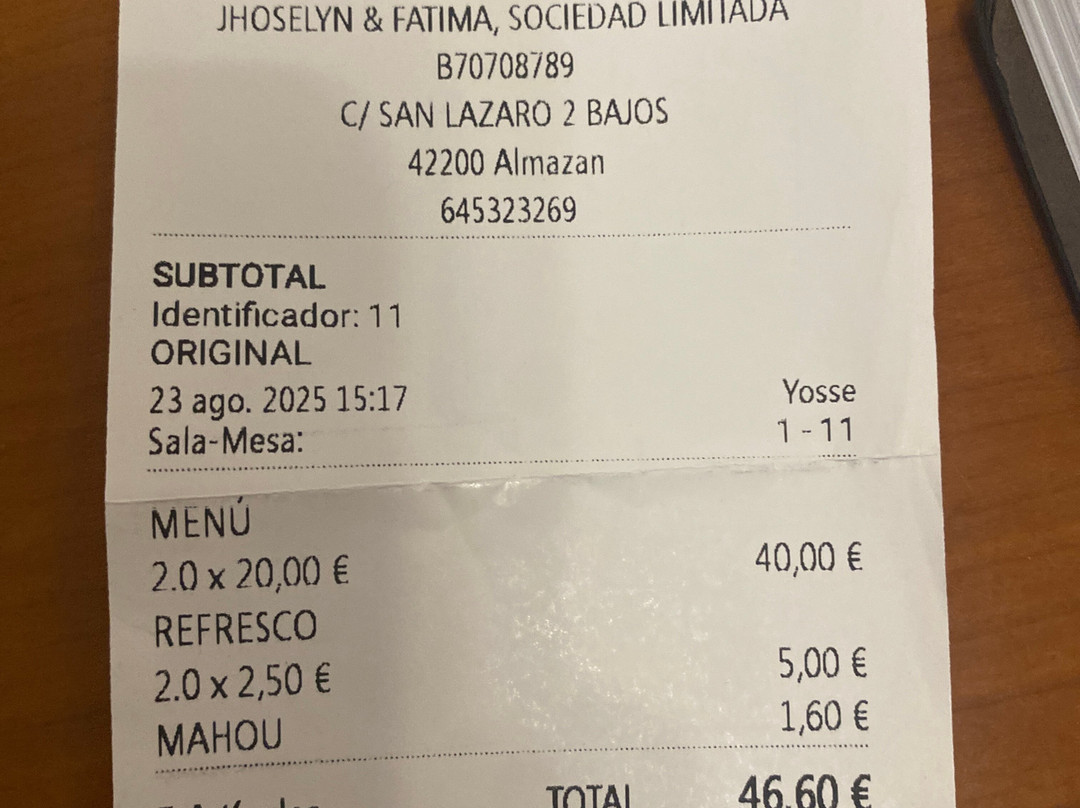 JHOSELYN & FATIMA, SOCIEDAD LIMITADA
B70708789
C/ SAN LAZARO 2 BAJOS
42200 Almazan
645323269
SUBTOTAL
Identificador: 11
ORIGINAL
23 ago. 2025 15:17 Yosse
Sala-Mesa: 1 - 11
MENÚ
2.0 x 20,00 € 40,00 €
REFRESCO
2.0 x 2,50 € 5,00 €
MAHOU 1,60 €
TOTAL 46,60 €